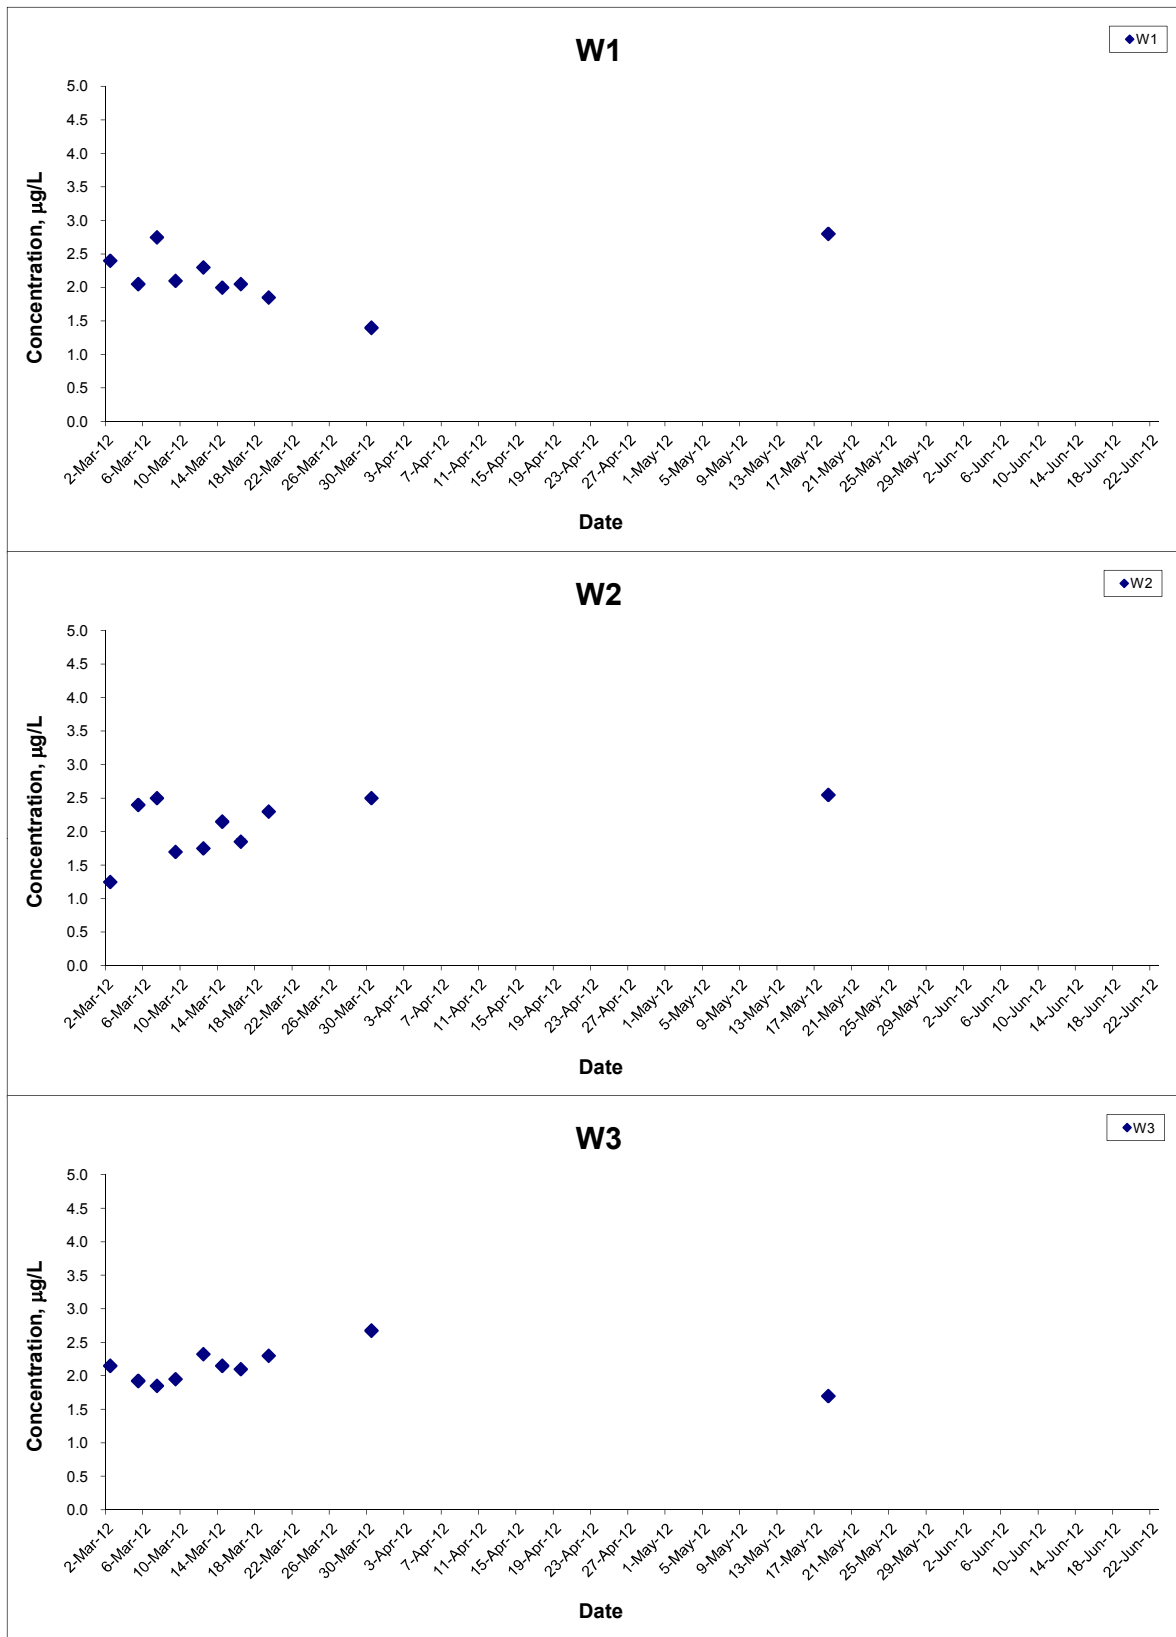 W1
W1
5.0
4.5
4.0
3.5
3.0
2.5
2.0
1.5
1.0
0.5
0.0
Concentration, µg/L
2-Mar-12 6-Mar-12 10-Mar-12 14-Mar-12 18-Mar-12 22-Mar-12 26-Mar-12 30-Mar-12 3-Apr-12 7-Apr-12 11-Apr-12 15-Apr-12 19-Apr-12 23-Apr-12 27-Apr-12 1-May-12 5-May-12 9-May-12 13-May-12 17-May-12 21-May-12 25-May-12 29-May-12 2-Jun-12 6-Jun-12 10-Jun-12 14-Jun-12 18-Jun-12 22-Jun-12
Date
W2
W2
5.0
4.5
4.0
3.5
3.0
2.5
2.0
1.5
1.0
0.5
0.0
Concentration, µg/L
2-Mar-12 6-Mar-12 10-Mar-12 14-Mar-12 18-Mar-12 22-Mar-12 26-Mar-12 30-Mar-12 3-Apr-12 7-Apr-12 11-Apr-12 15-Apr-12 19-Apr-12 23-Apr-12 27-Apr-12 1-May-12 5-May-12 9-May-12 13-May-12 17-May-12 21-May-12 25-May-12 29-May-12 2-Jun-12 6-Jun-12 10-Jun-12 14-Jun-12 18-Jun-12 22-Jun-12
Date
W3
W3
5.0
4.5
4.0
3.5
3.0
2.5
2.0
1.5
1.0
0.5
0.0
Concentration, µg/L
2-Mar-12 6-Mar-12 10-Mar-12 14-Mar-12 18-Mar-12 22-Mar-12 26-Mar-12 30-Mar-12 3-Apr-12 7-Apr-12 11-Apr-12 15-Apr-12 19-Apr-12 23-Apr-12 27-Apr-12 1-May-12 5-May-12 9-May-12 13-May-12 17-May-12 21-May-12 25-May-12 29-May-12 2-Jun-12 6-Jun-12 10-Jun-12 14-Jun-12 18-Jun-12 22-Jun-12
Date